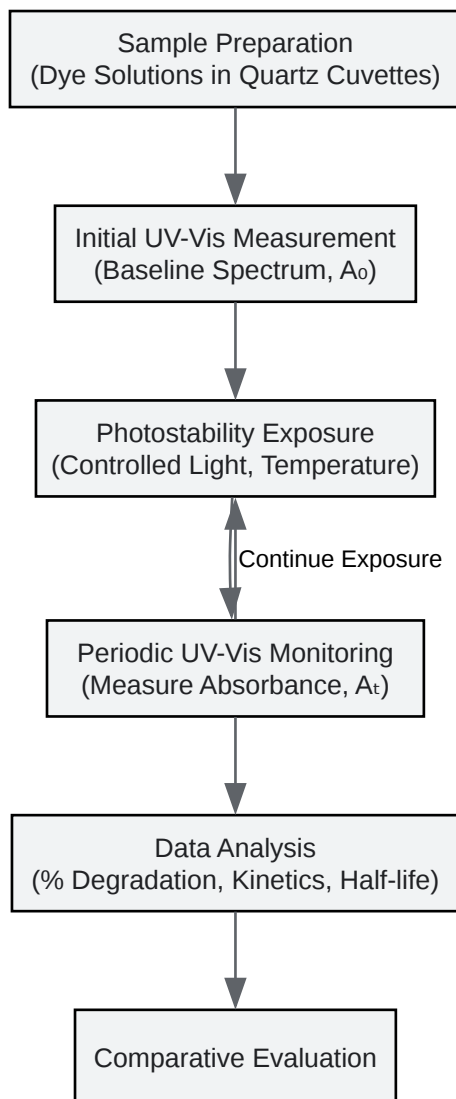 Sample Preparation
(Dye Solutions in Quartz Cuvettes)
Initial UV-Vis Measurement
(Baseline Spectrum, A₀)
Photostability Exposure
(Controlled Light, Temperature)
Continue Exposure
Periodic UV-Vis Monitoring
(Measure Absorbance, Aₜ)
Data Analysis
(% Degradation, Kinetics, Half-life)
Comparative Evaluation